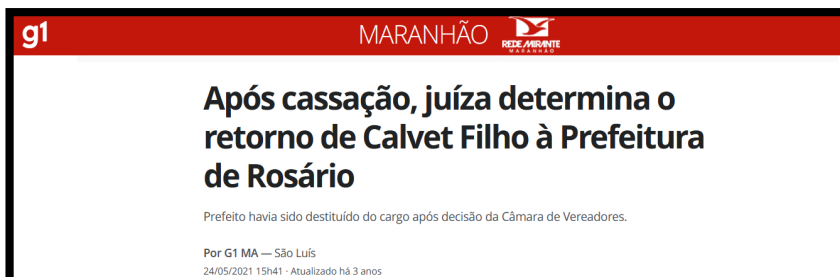 g1
MARANHÃO
REDE MIRANTE
MARANHÃO
Após cassação, juíza determina o
retorno de Calvet Filho à Prefeitura
de Rosário
Prefeito havia sido destituído do cargo após decisão da Câmara de Vereadores.
Por G1 MA — São Luís
24/05/2021 15h41 · Atualizado há 3 anos